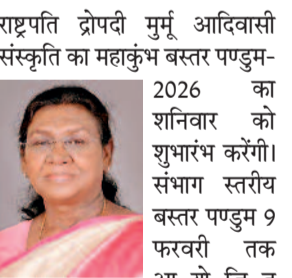 राष्ट्रपति द्रोपदी मुर्मू आदिवासी
संस्कृति का महाकुंभ बस्तर पण्डुम-
2026 का
शनिवार को
शुभारंभ करेंगी।
संभाग स्तरीय
बस्तर पण्डुम 9
फरवरी तक